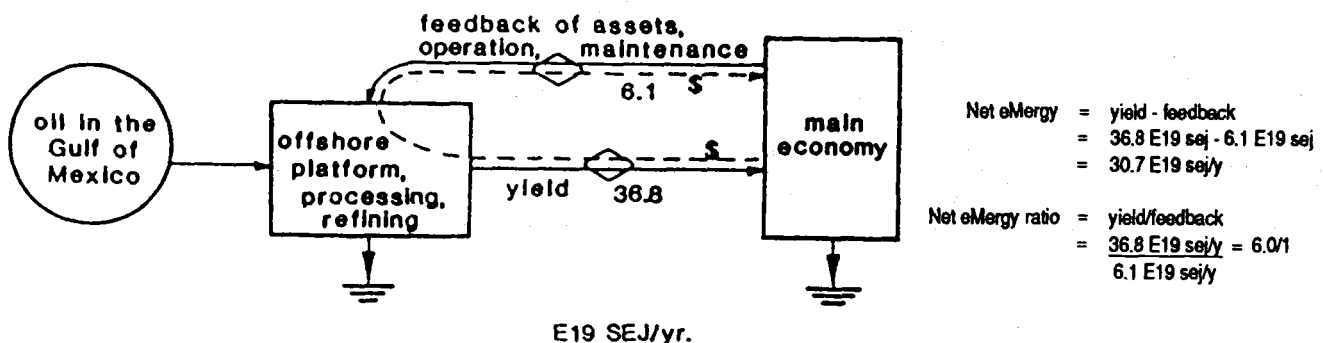 feedback of assets,
operation, maintenance
6.1 $
oil in the
Gulf of
Mexico
offshore
platform,
processing,
refining
$
yield 36.8
main
economy
E19 SEJ/yr.
Net eMergy = yield - feedback
= 36.8 E19 sej - 6.1 E19 sej
= 30.7 E19 sej/y
Net eMergy ratio = yield/feedback
= 36.8 E19 sej/y = 6.0/1
6.1 E19 sej/y